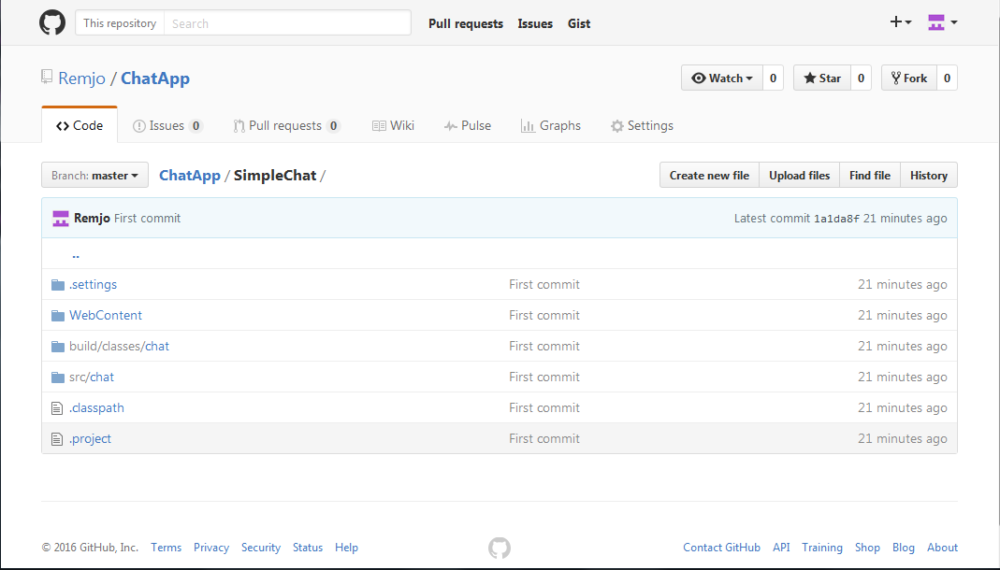 This repository Search Pull requests Issues Gist
Remjo / ChatApp Watch 0 Star 0 Fork 0
Code Issues 0 Pull requests 0 Wiki Pulse Graphs Settings
Branch: master ChatApp / SimpleChat / Create new file Upload files Find file History
Remjo First commit Latest commit 1a1da8f 21 minutes ago
..
.settings First commit 21 minutes ago
WebContent First commit 21 minutes ago
build/classes/chat First commit 21 minutes ago
src/chat First commit 21 minutes ago
.classpath First commit 21 minutes ago
.project First commit 21 minutes ago
© 2016 GitHub, Inc. Terms Privacy Security Status Help Contact GitHub API Training Shop Blog About